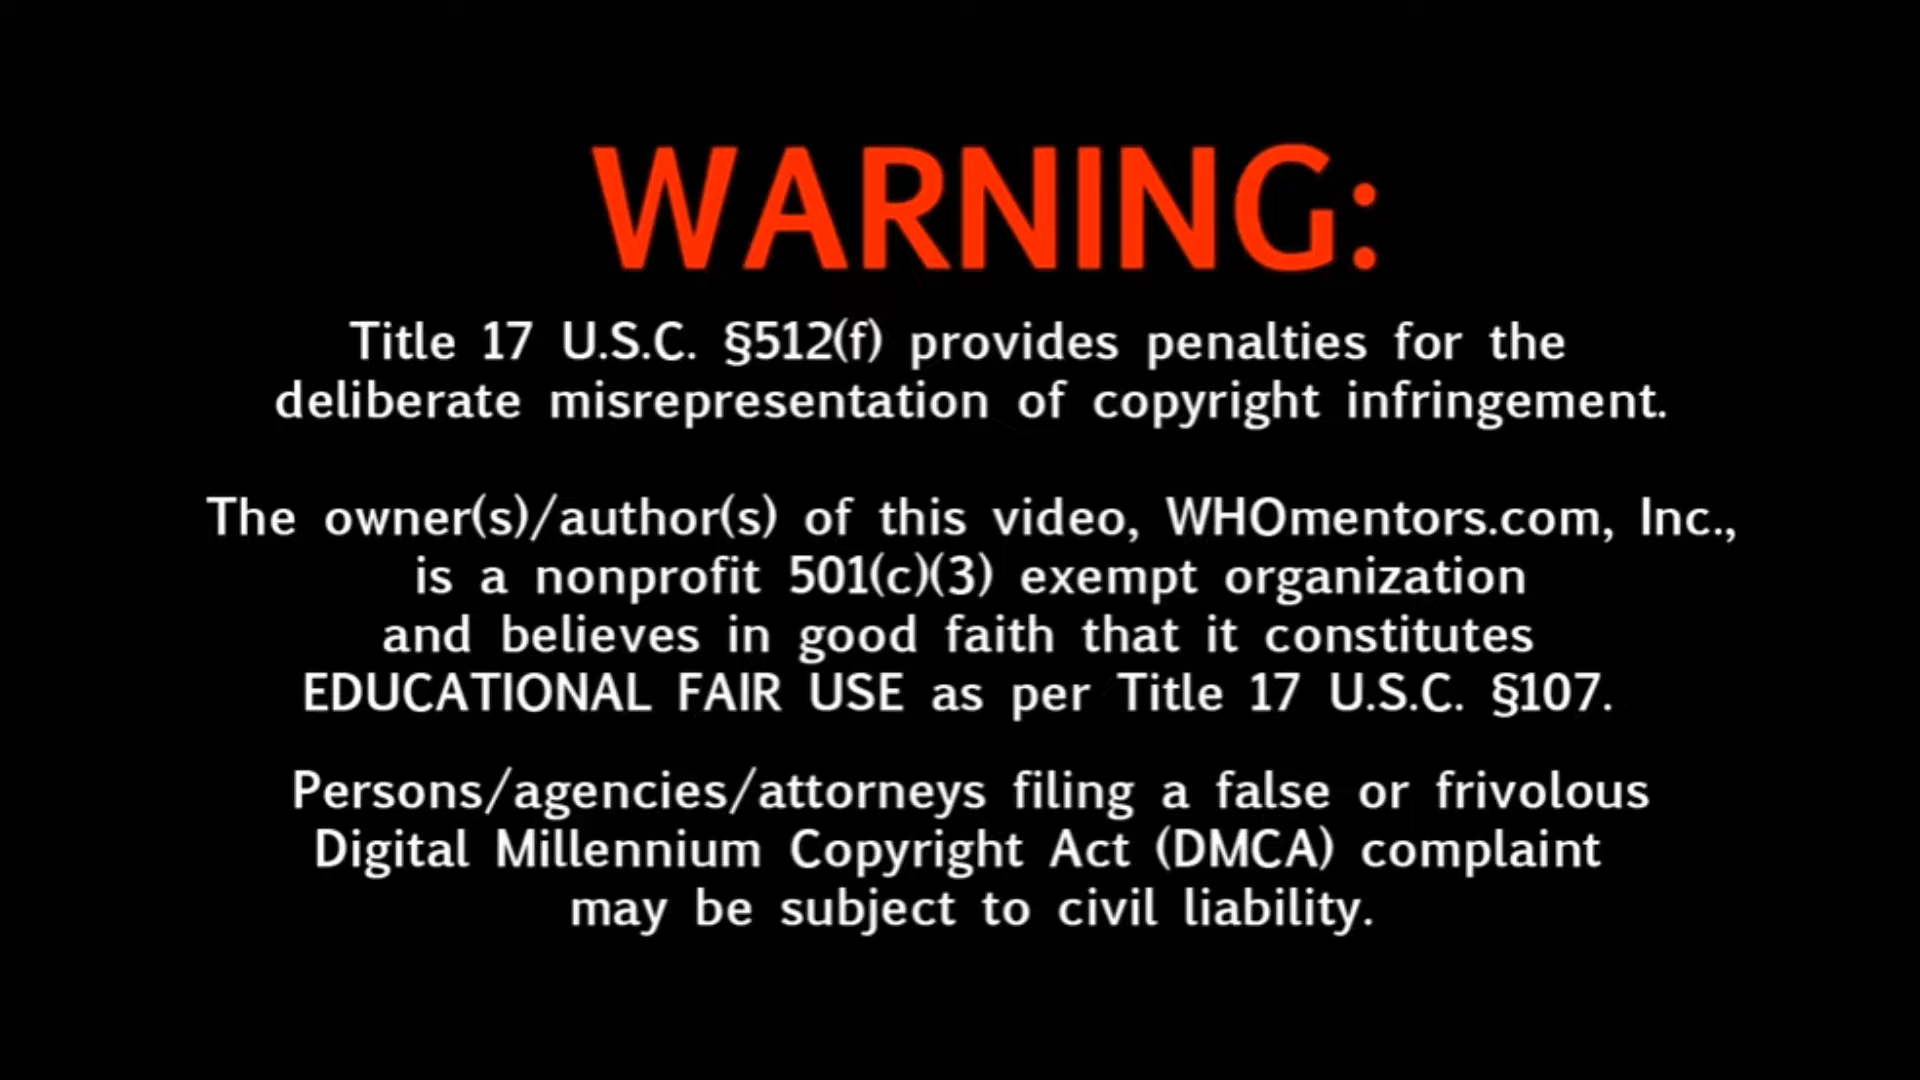 WARNING:
Title 17 U.S.C. §512(f) provides penalties for the
deliberate misrepresentation of copyright infringement.
The owner(s)/author(s) of this video, WHOmentors.com, Inc.,
is a nonprofit 501(c)(3) exempt organization
and believes in good faith that it constitutes
EDUCATIONAL FAIR USE as per Title 17 U.S.C. §107.
Persons/agencies/attorneys filing a false or frivolous
Digital Millennium Copyright Act (DMCA) complaint
may be subject to civil liability.